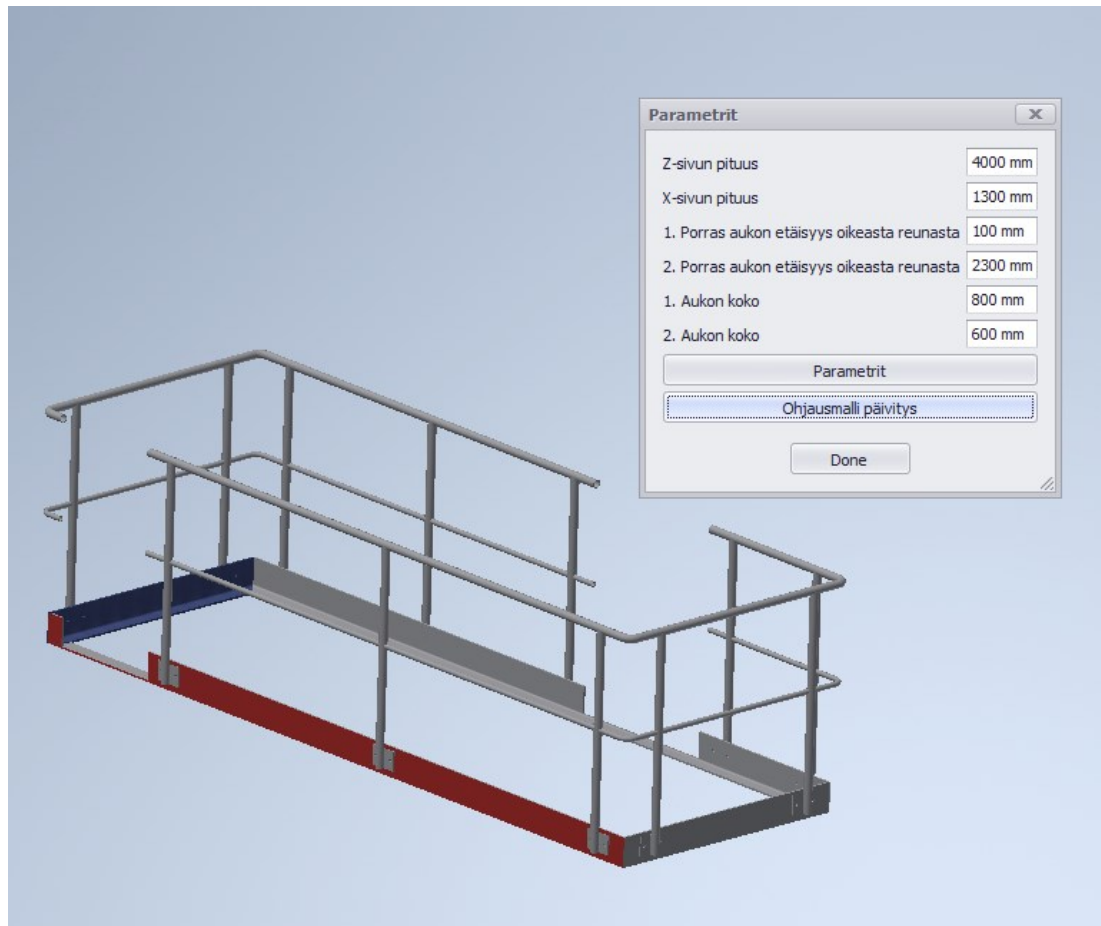 Parametrit
Z-sivun pituus 4000 mm
X-sivun pituus 1300 mm
1. Porras aukon etäisyys oikeasta reunasta 100 mm
2. Porras aukon etäisyys oikeasta reunasta 2300 mm
1. Aukon koko 800 mm
2. Aukon koko 600 mm
Parametrit
Ohjausmalli päivitys
Done